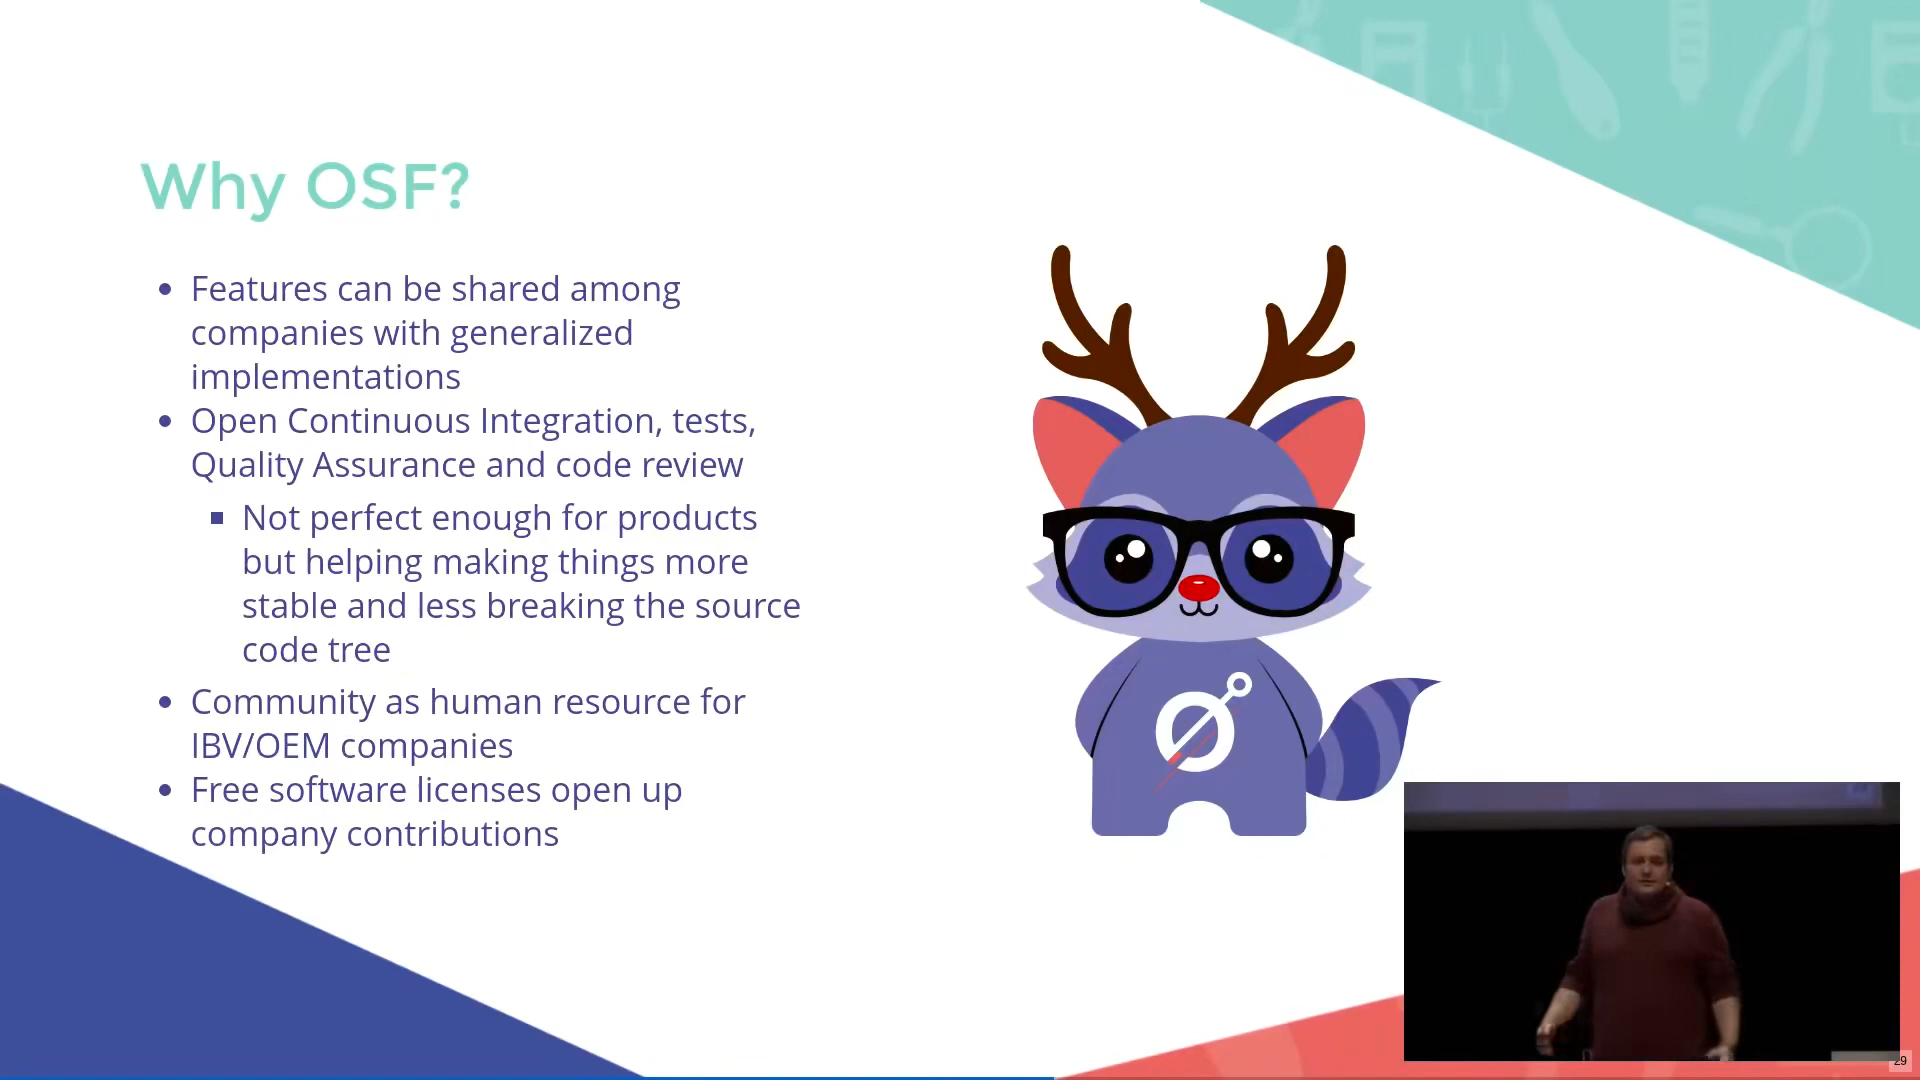 Why OSF?
Features can be shared among
companies with generalized
implementations
Open Continuous Integration, tests,
Quality Assurance and code review
Not perfect enough for products
but helping making things more
stable and less breaking the source
code tree
Community as human resource for
IBV/OEM companies
Free software licenses open up
company contributions
29